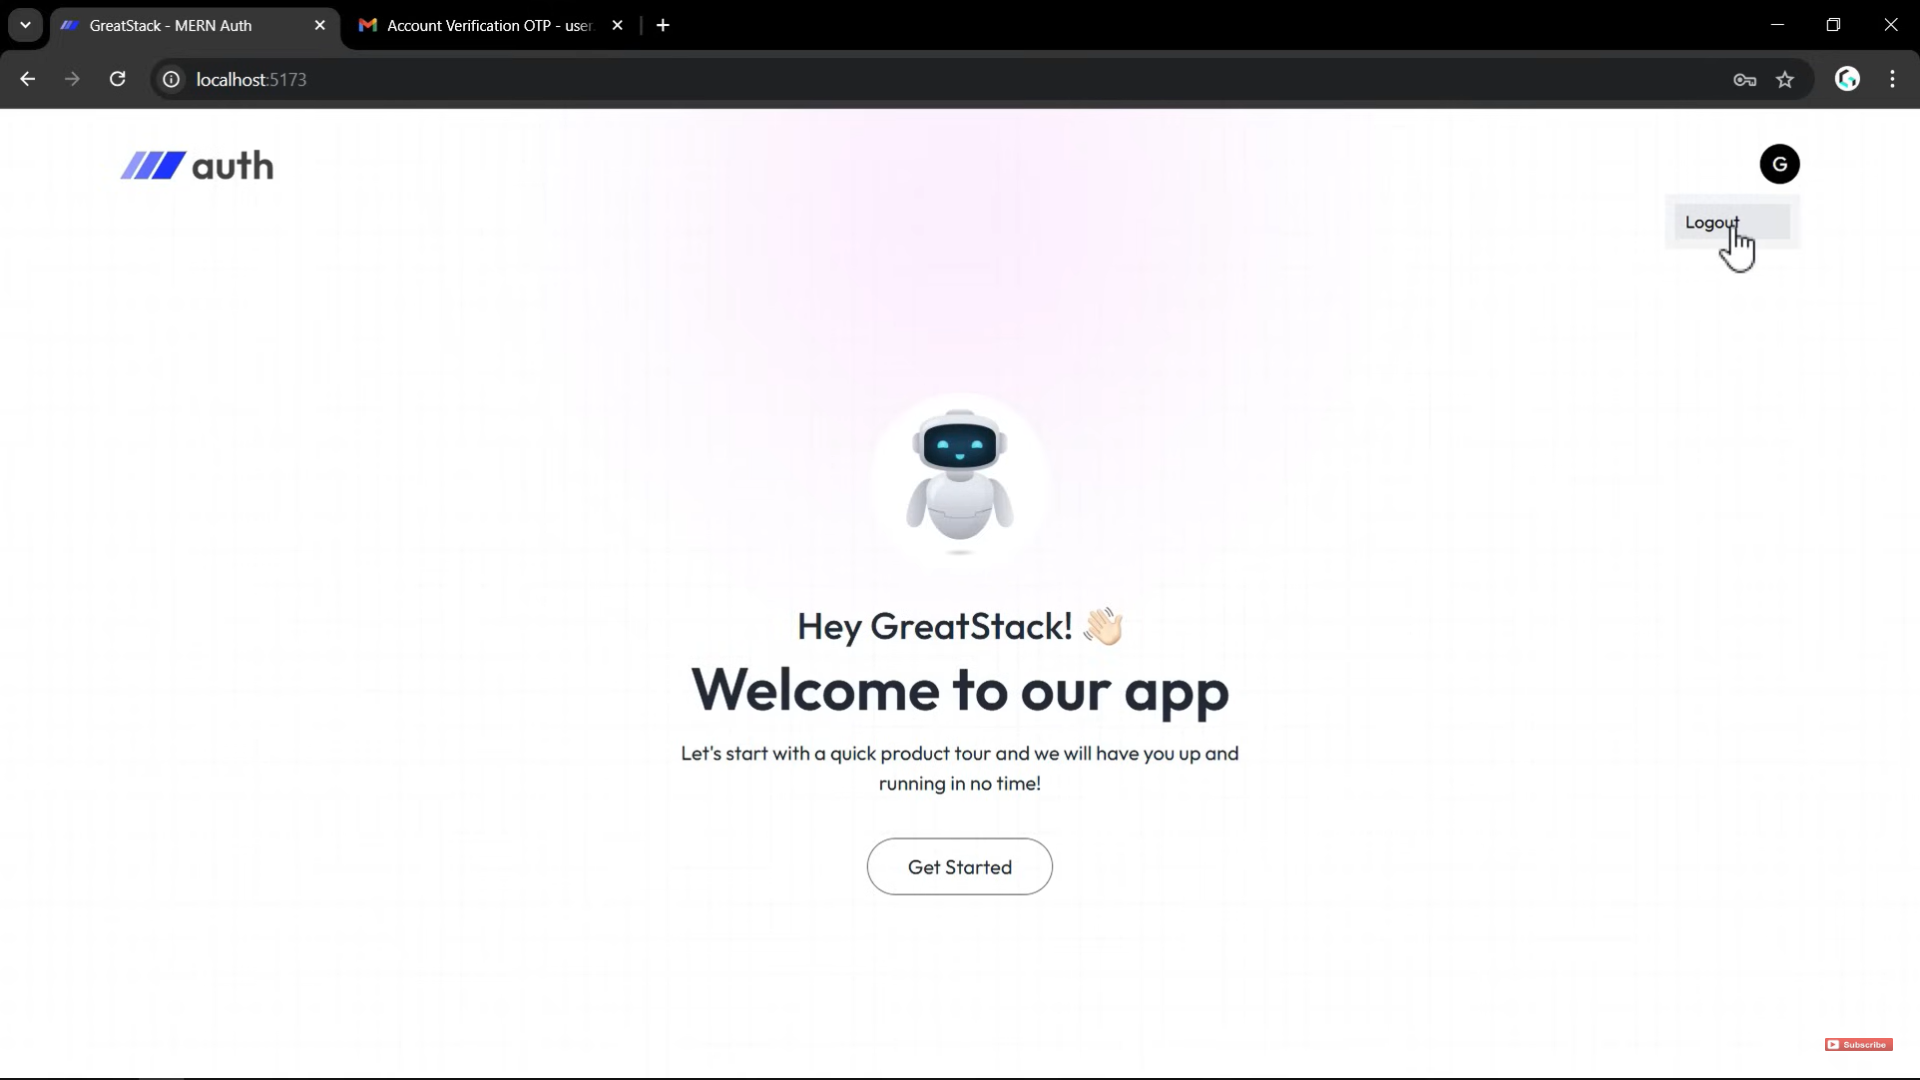 GreatStack - MERN Auth
Account Verification OTP - user
localhost:5173
auth
G
Logout
Hey GreatStack! 👋🏻
Welcome to our app
Let's start with a quick product tour and we will have you up and
running in no time!
Get Started
Subscribe